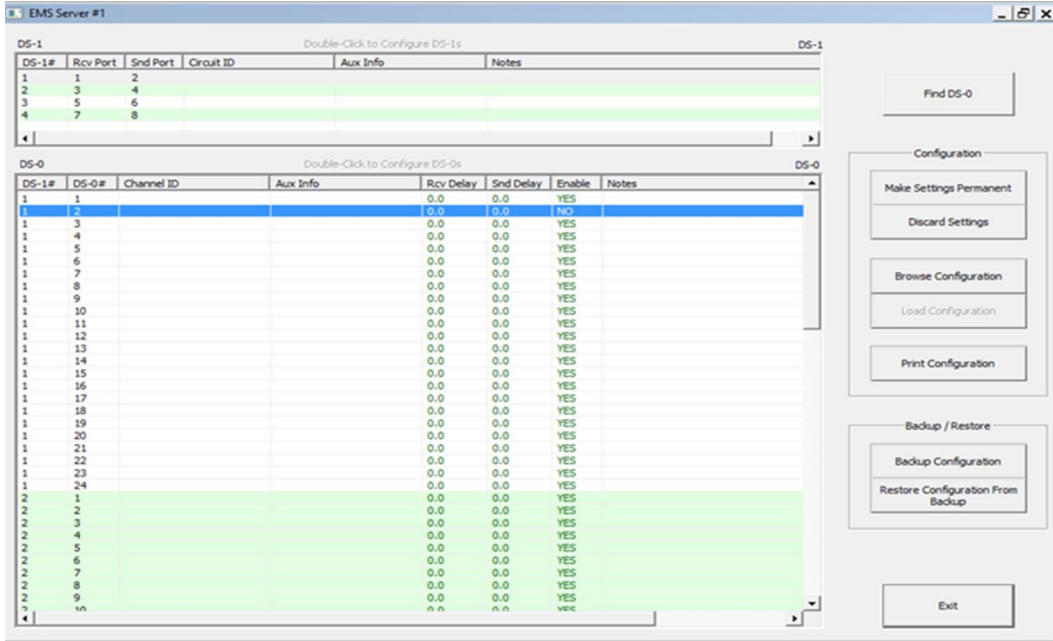 EMS Server #1
DS-1 Double-Click to Configure DS-1s DS-1
DS-1# Rcv Port Snd Port Circuit ID Aux Info Notes
1 1 2
2 3 4
3 5 6
4 7 8
DS-0 Double-Click to Configure DS-0s DS-0
DS-1# DS-0# Channel ID Aux Info Rcv Delay Snd Delay Enable Notes
1 1 0.0 0.0 YES
1 2 0.0 0.0 NO
1 3 0.0 0.0 YES
1 4 0.0 0.0 YES
1 5 0.0 0.0 YES
1 6 0.0 0.0 YES
1 7 0.0 0.0 YES
1 8 0.0 0.0 YES
1 9 0.0 0.0 YES
1 10 0.0 0.0 YES
1 11 0.0 0.0 YES
1 12 0.0 0.0 YES
1 13 0.0 0.0 YES
1 14 0.0 0.0 YES
1 15 0.0 0.0 YES
1 16 0.0 0.0 YES
1 17 0.0 0.0 YES
1 18 0.0 0.0 YES
1 19 0.0 0.0 YES
1 20 0.0 0.0 YES
1 21 0.0 0.0 YES
1 22 0.0 0.0 YES
1 23 0.0 0.0 YES
1 24 0.0 0.0 YES
2 1 0.0 0.0 YES
2 2 0.0 0.0 YES
2 3 0.0 0.0 YES
2 4 0.0 0.0 YES
2 5 0.0 0.0 YES
2 6 0.0 0.0 YES
2 7 0.0 0.0 YES
2 8 0.0 0.0 YES
2 9 0.0 0.0 YES
2 10 0.0 0.0 YES
Find DS-0
Configuration
Make Settings Permanent
Discard Settings
Browse Configuration
Load Configuration
Print Configuration
Backup / Restore
Backup Configuration
Restore Configuration From
Backup
Exit